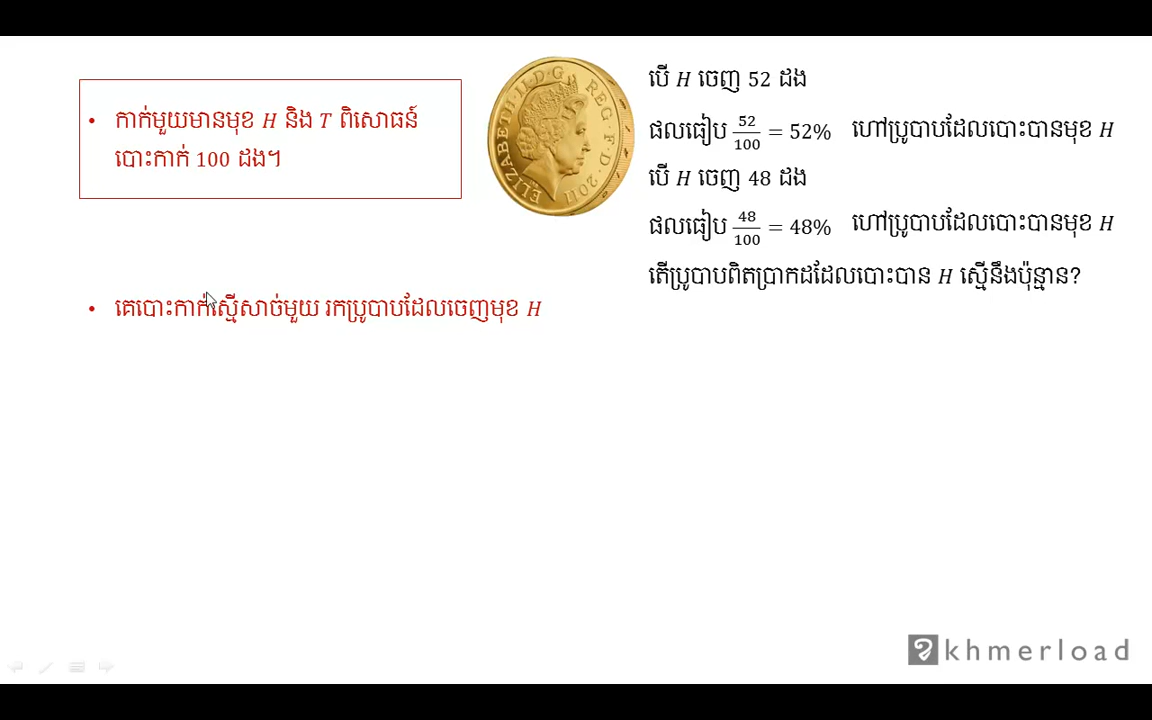 កាក់មួយមានមុខ H និង T ពិសោធន៍
បោះកាក់ 100 ដង។
ELIZABETH·II·D·G REG·F·D·2011
បើ H ចេញ 52 ដង
ផលធៀប 52/100 = 52% ហៅប្រូបាបដែលបោះបានមុខ H
បើ H ចេញ 48 ដង
ផលធៀប 48/100 = 48% ហៅប្រូបាបដែលបោះបានមុខ H
តើប្រូបាបពិតប្រាកដដែលបោះបាន H ស្មើនឹងប៉ុន្មាន?
គេបោះកាក់ស្មើសាច់មួយ រកប្រូបាបដែលចេញមុខ H
khmerload